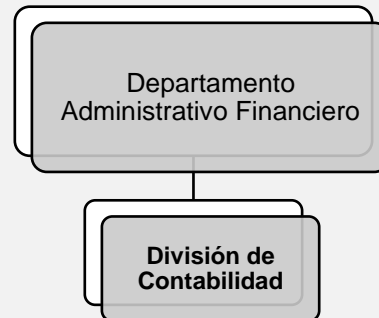 Departamento
Administrativo Financiero
División de
Contabilidad